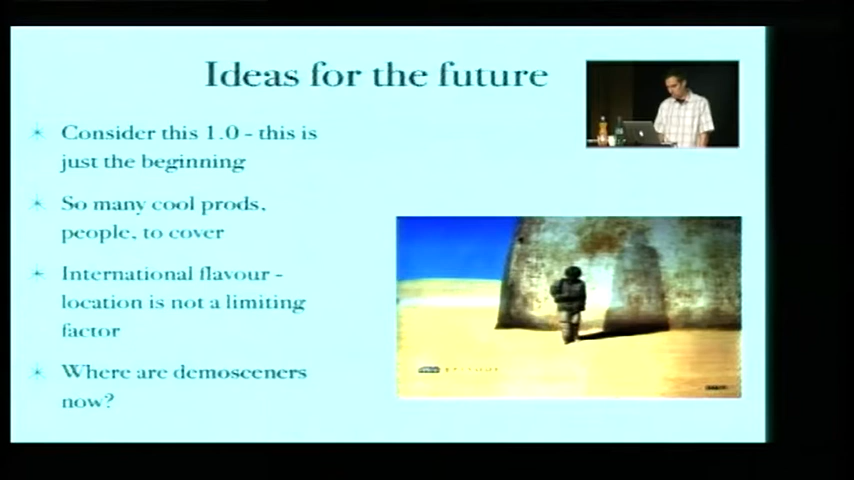 Ideas for the future
Consider this 1.0 - this is
just the beginning
So many cool prods,
people, to cover
International flavour -
location is not a limiting
factor
Where are demosceners
now?